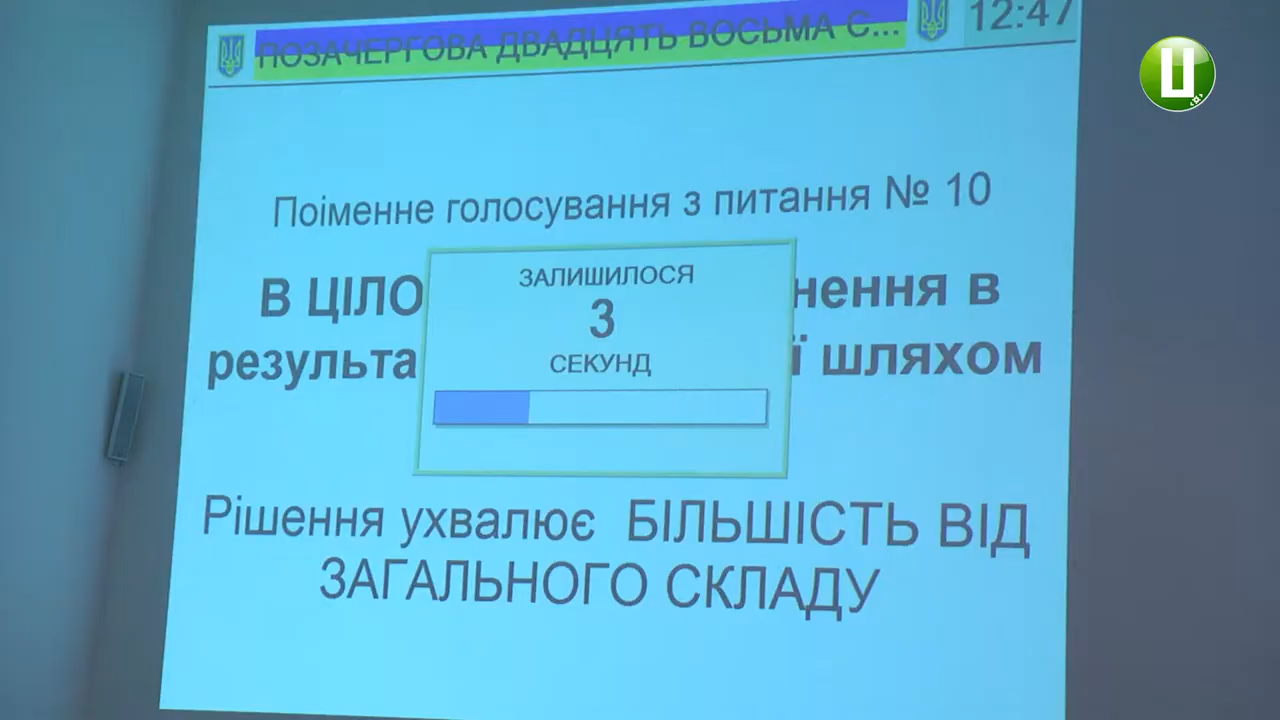 ПОЗАЧЕРГОВА ДВАДЦЯТЬ ВОСЬМА С...
12:47
Ц
Поіменне голосування з питання № 10
В ЦІЛО нення в
результа ї шляхом
ЗАЛИШИЛОСЯ
3
СЕКУНД
Рішення ухвалює БІЛЬШІСТЬ ВІД
ЗАГАЛЬНОГО СКЛАДУ